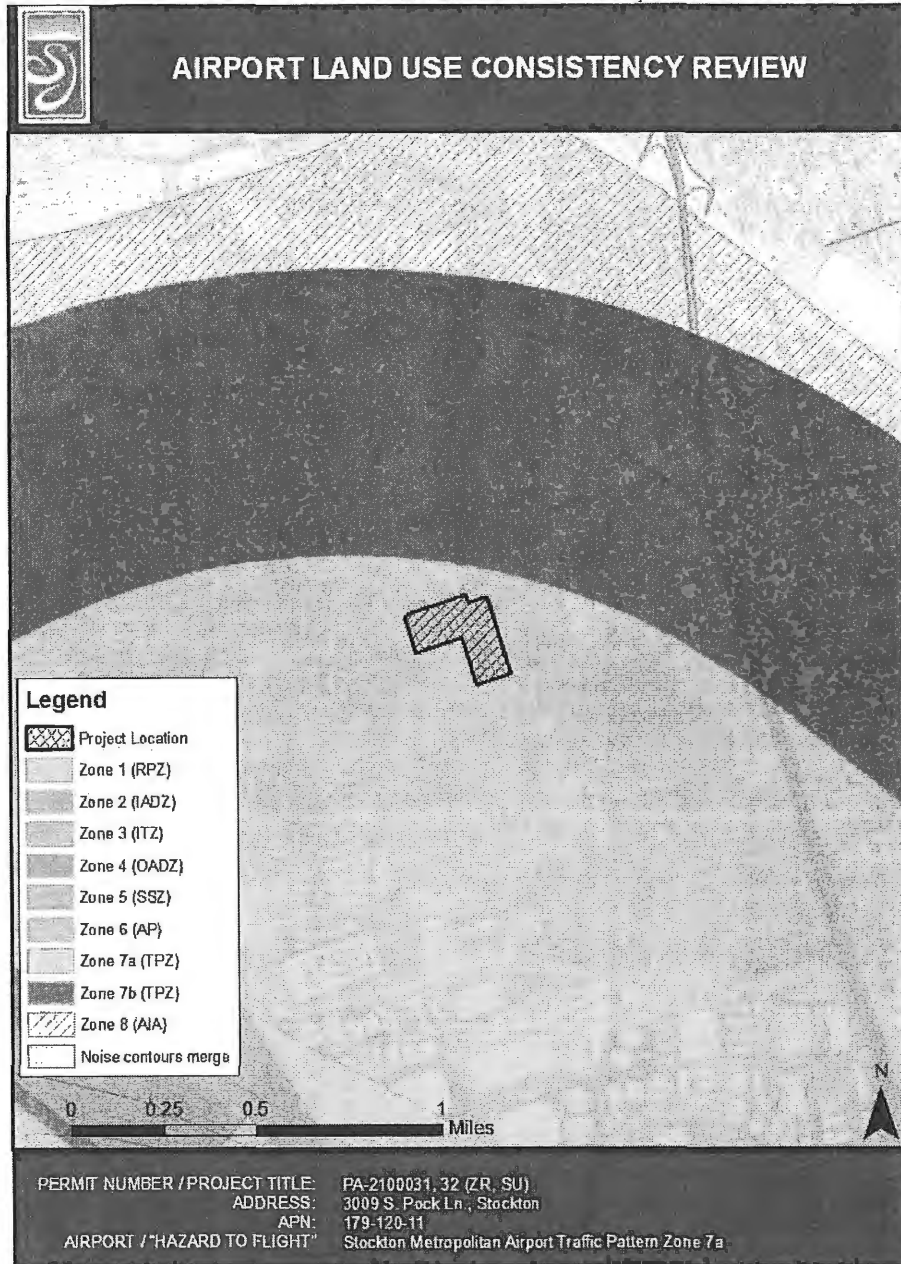 AIRPORT LAND USE CONSISTENCY REVIEW
Legend
Project Location
Zone 1 (RPZ)
Zone 2 (IADZ)
Zone 3 (ITZ)
Zone 4 (OADZ)
Zone 5 (SSZ)
Zone 6 (AP)
Zone 7a (TPZ)
Zone 7b (TPZ)
Zone 8 (AIA)
Noise contours merge
0 0.25 0.5 1
Miles
N
PERMIT NUMBER / PROJECT TITLE: PA-2100031, 32 (ZR, SU)
ADDRESS: 3009 S. Pock Ln., Stockton
APN: 179-120-11
AIRPORT / "HAZARD TO FLIGHT" Stockton Metropolitan Airport Traffic Pattern Zone 7a